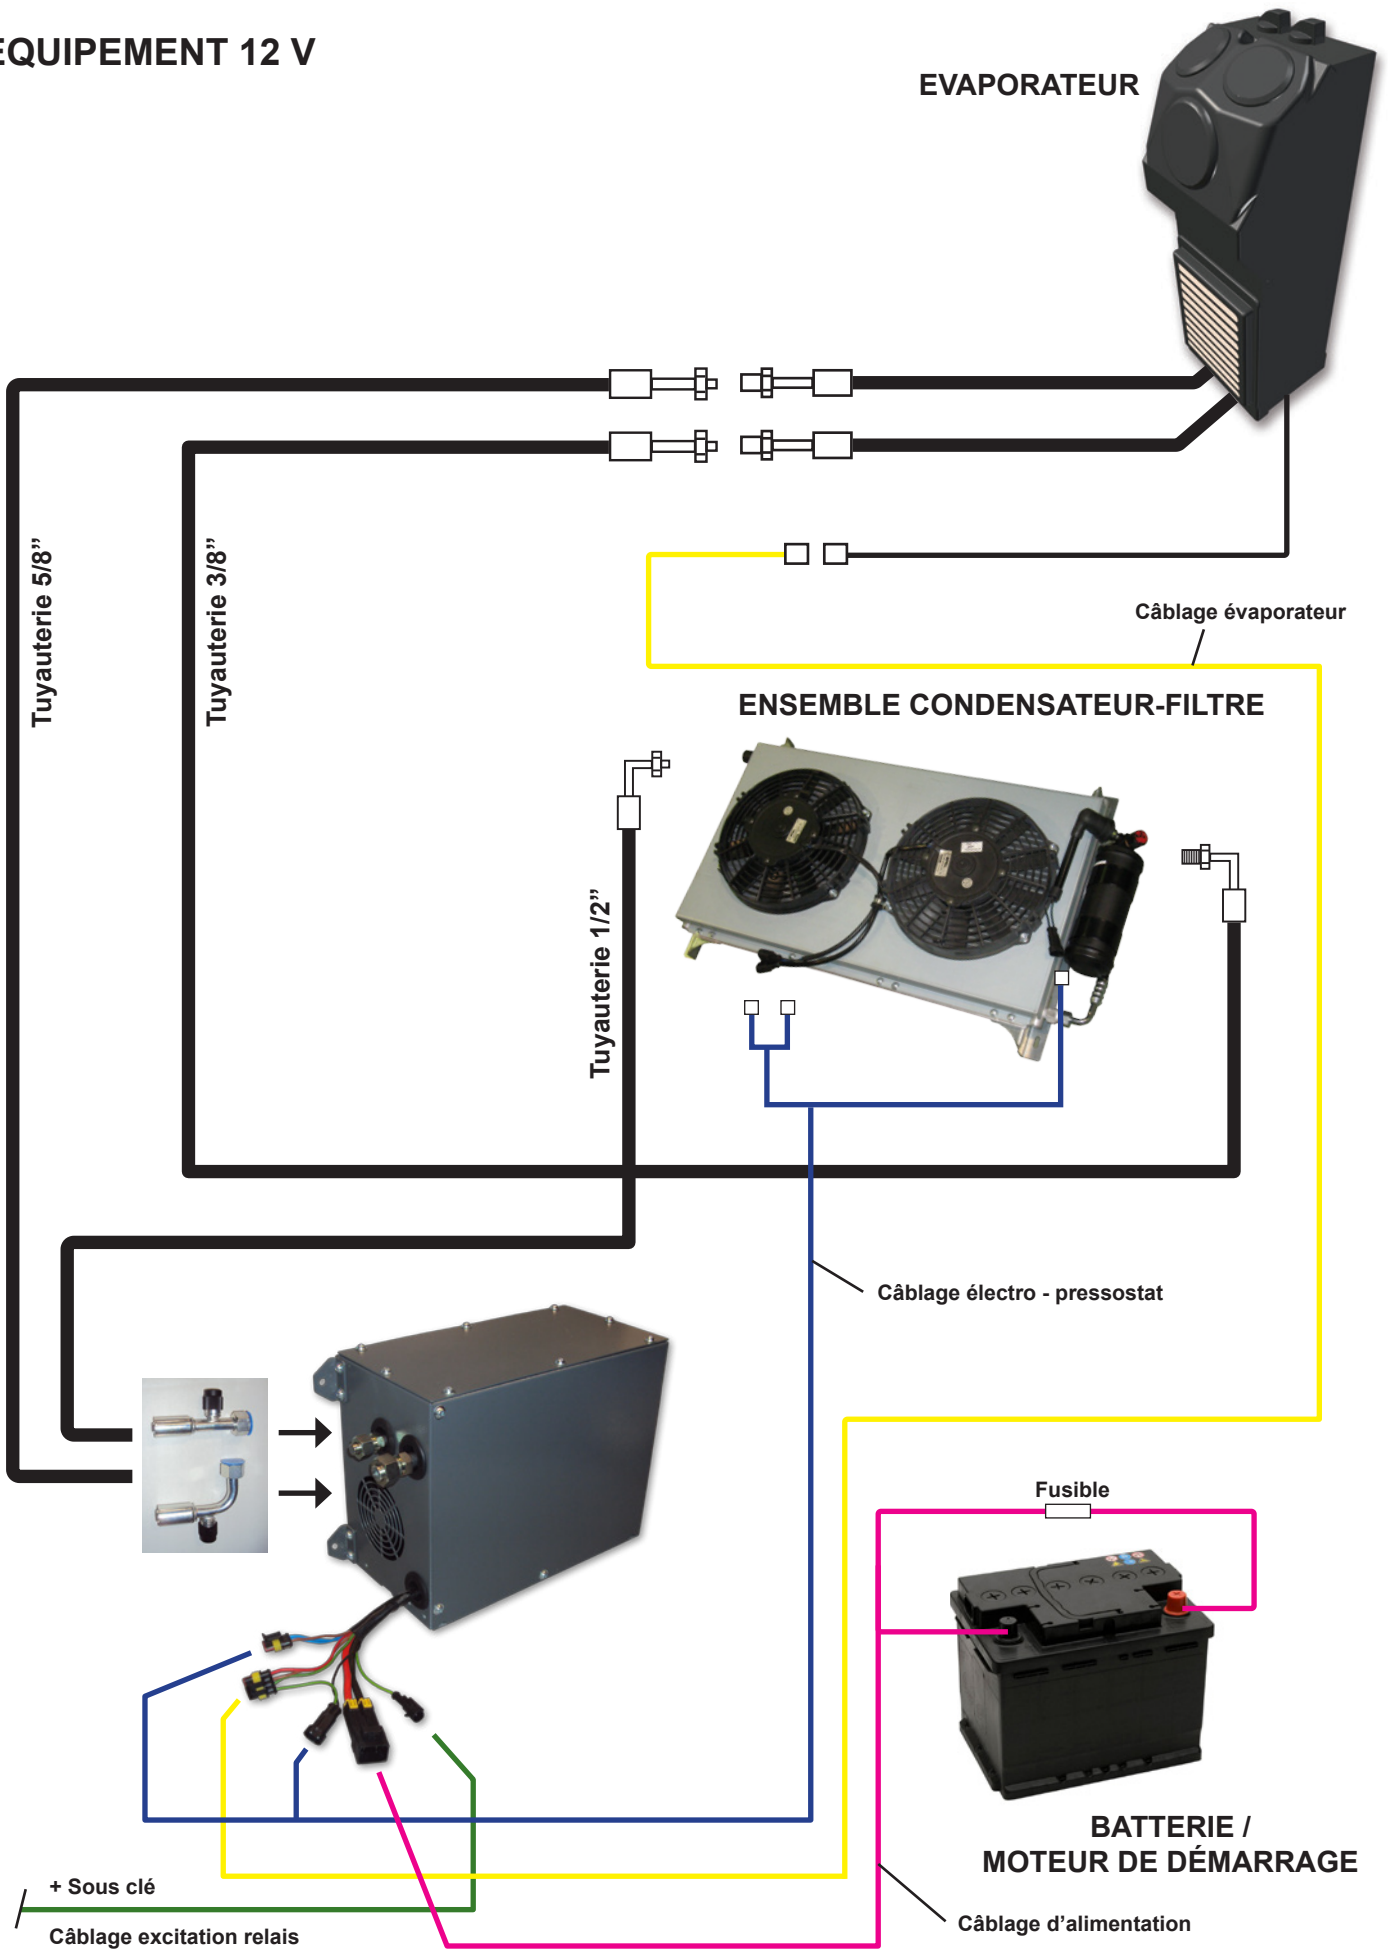 EQUIPEMENT 12 V
EVAPORATEUR
Tuyauterie 5/8”
Tuyauterie 3/8”
Câblage évaporateur
ENSEMBLE CONDENSATEUR-FILTRE
Tuyauterie 1/2”
Câblage électro - pressostat
Fusible
BATTERIE /
MOTEUR DE DÉMARRAGE
+ Sous clé
Câblage excitation relais
Câblage d’alimentation